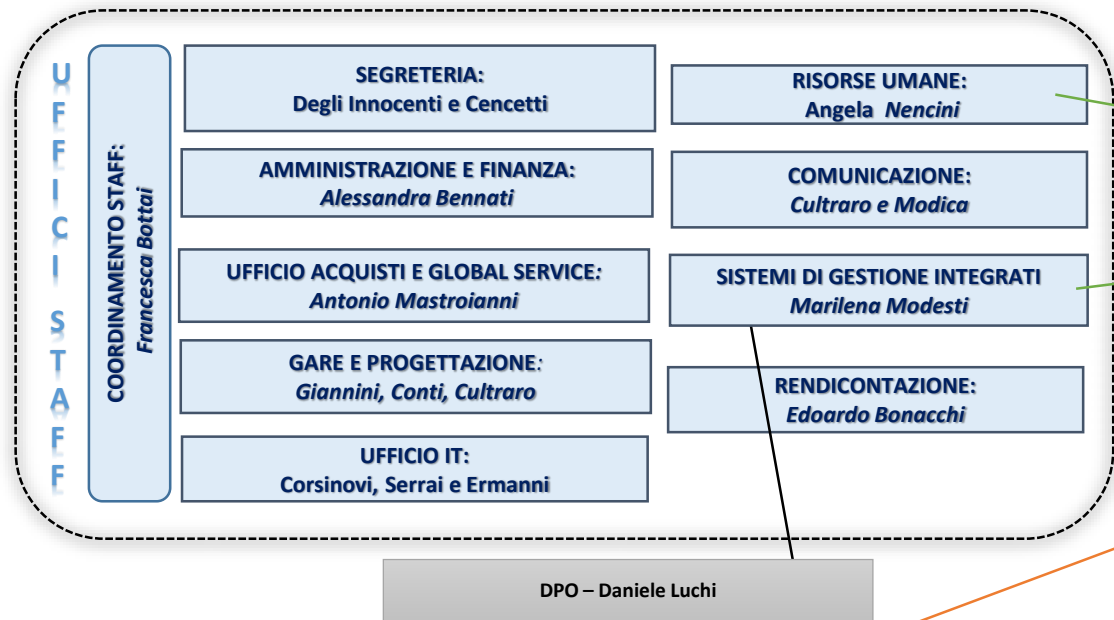 UFFICI STAFF
COORDINAMENTO STAFF:
Francesca Bottai
SEGRETERIA:
Degli Innocenti e Cencetti
AMMINISTRAZIONE E FINANZA:
Alessandra Bennati
UFFICIO ACQUISTI E GLOBAL SERVICE:
Antonio Mastroianni
GARE E PROGETTAZIONE:
Giannini, Conti, Cultraro
UFFICIO IT:
Corsinovi, Serrai e Ermanni
RISORSE UMANE:
Angela Nencini
COMUNICAZIONE:
Cultraro e Modica
SISTEMI DI GESTIONE INTEGRATI
Marilena Modesti
RENDICONTAZIONE:
Edoardo Bonacchi
DPO – Daniele Luchi